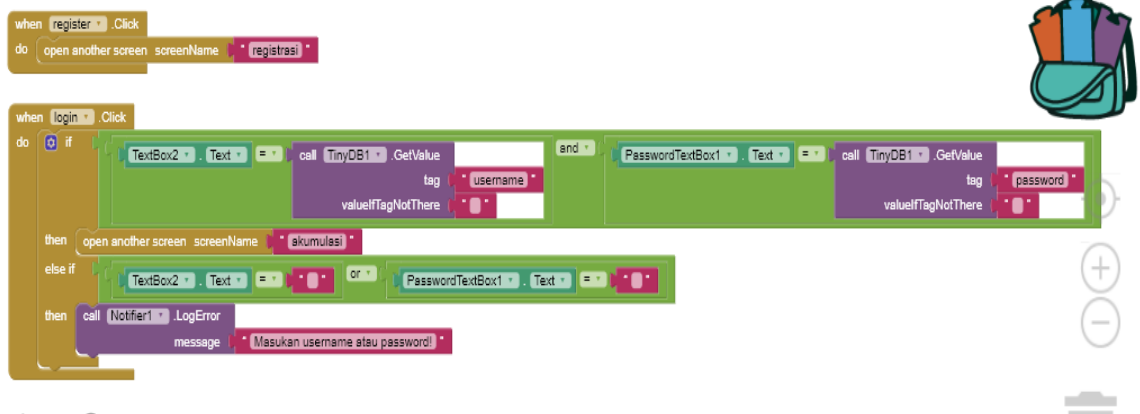 when register .Click
do open another screen screenName " registrasi "
when login .Click
do if TextBox2 . Text = call TinyDB1 .GetValue and PasswordTextBox1 . Text = call TinyDB1 .GetValue
tag " username " tag " password "
valueIfTagNotThere " " valueIfTagNotThere " "
then open another screen screenName " akumulasi "
else if TextBox2 . Text = " " or PasswordTextBox1 . Text = " "
then call Notifier1 .LogError
message " Masukan username atau password! "